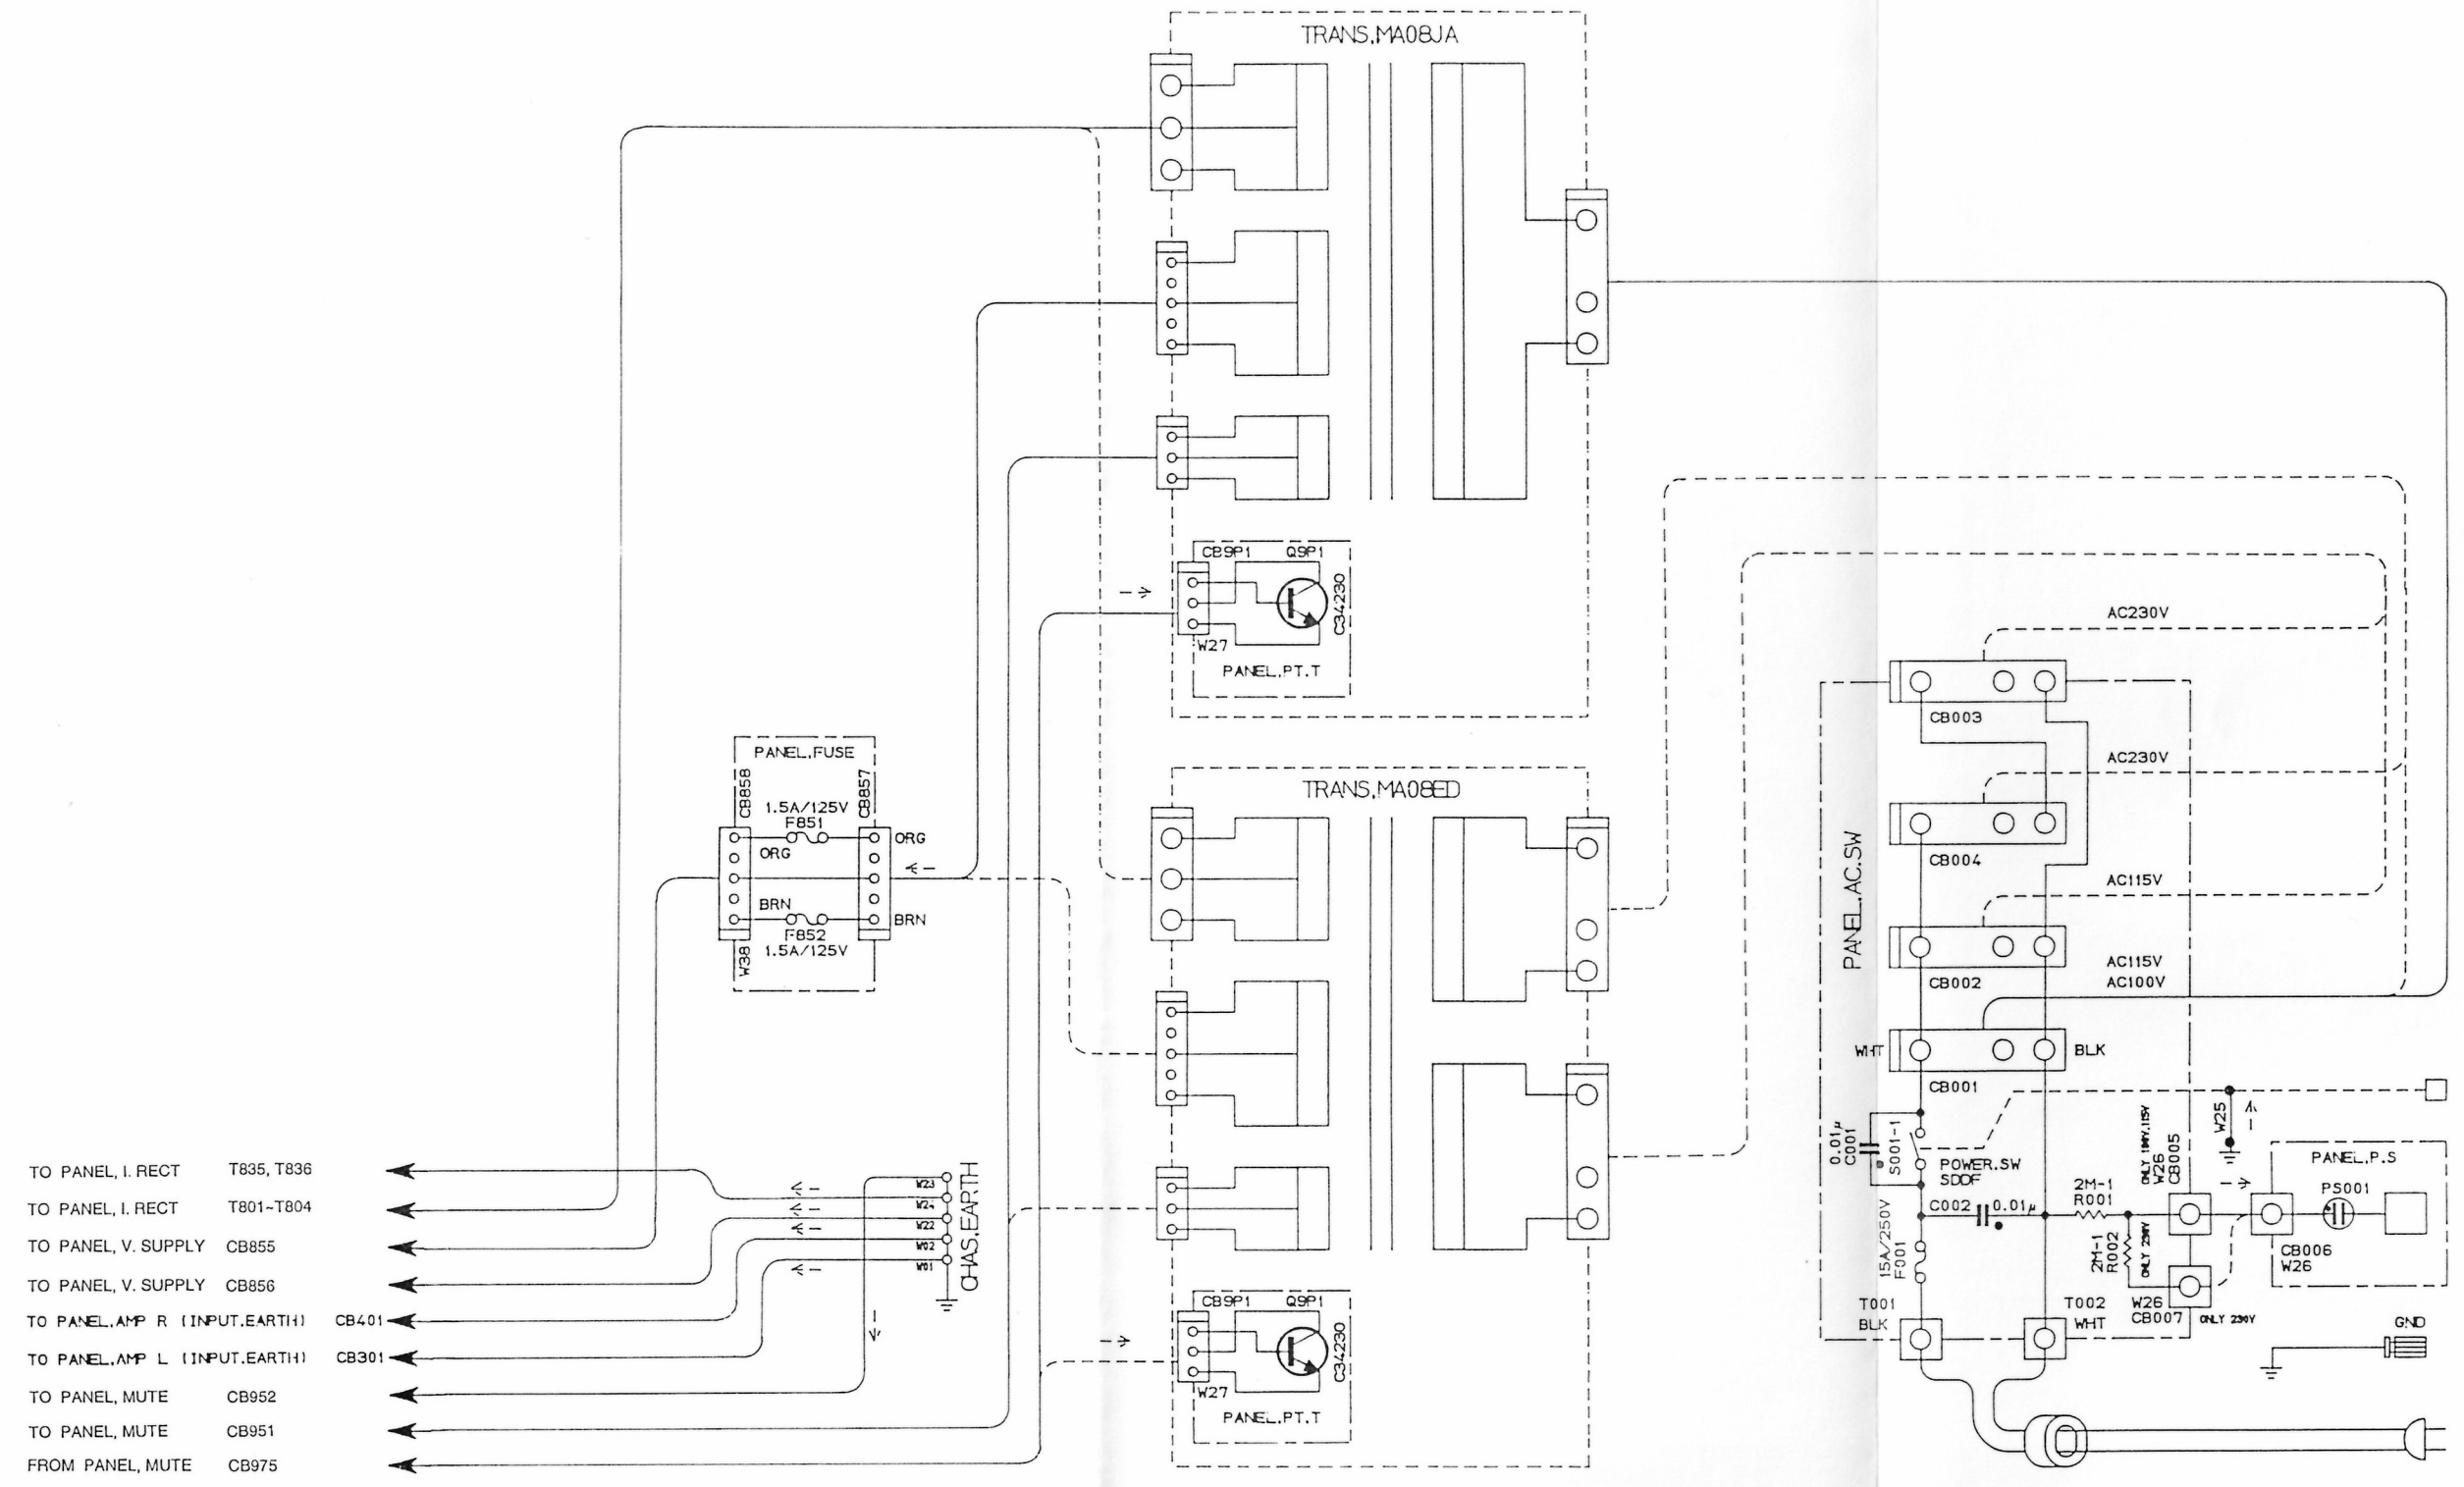 TRANS.MA08JA
CB9P1 Q9P1
C34230
W27
PANEL.PT.T
PANEL.FUSE
CB858
CB857
1.5A/125V
F851
ORG
ORG
BRN
BRN
F852
1.5A/125V
W38
TRANS.MA08ED
CB9P1 Q9P1
C34230
W27
PANEL.PT.T
AC230V
CB003
AC230V
CB004
AC115V
CB002
AC115V
AC100V
WHT
BLK
CB001
PANEL.AC.SW
0.01μ
C001
S001-1
POWER.SW
SDDF
C002
0.01μ
15A/250V
F001
2M-1
R001
2M-1
R002
ONLY 230V
ONLY 100V.115V
W26
CB005
W25
PANEL.P.S
PS001
CB006
W26
T001
BLK
T002
WHT
W26
CB007
ONLY 230V
GND
CHAS.EARTH
W23
W24
W22
W02
W01
TO PANEL, I. RECT T835, T836
TO PANEL, I. RECT T801~T804
TO PANEL, V. SUPPLY CB855
TO PANEL, V. SUPPLY CB856
TO PANEL.AMP R (INPUT.EARTH) CB401
TO PANEL.AMP L (INPUT.EARTH) CB301
TO PANEL, MUTE CB952
TO PANEL, MUTE CB951
FROM PANEL, MUTE CB975